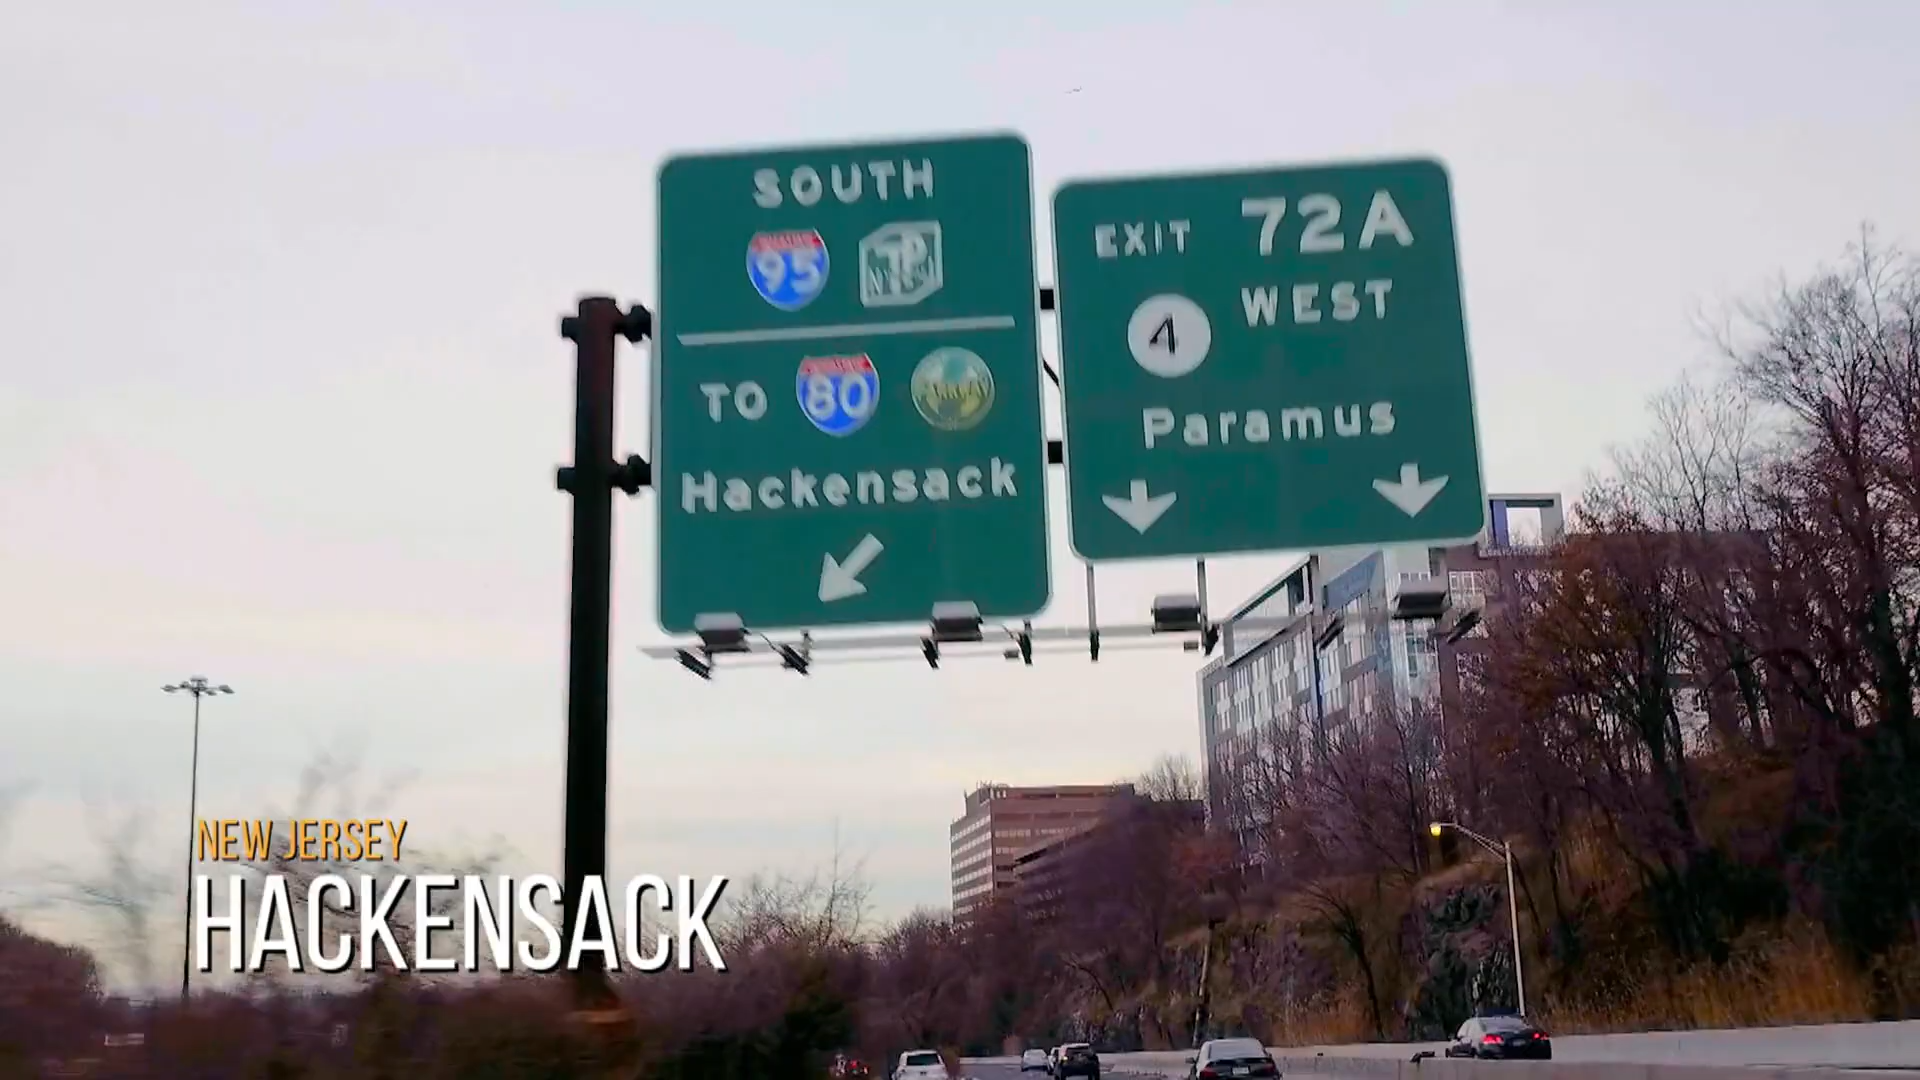 SOUTH
95
TO 80
Hackensack
EXIT 72A
4 WEST
Paramus
NEW JERSEY
HACKENSACK